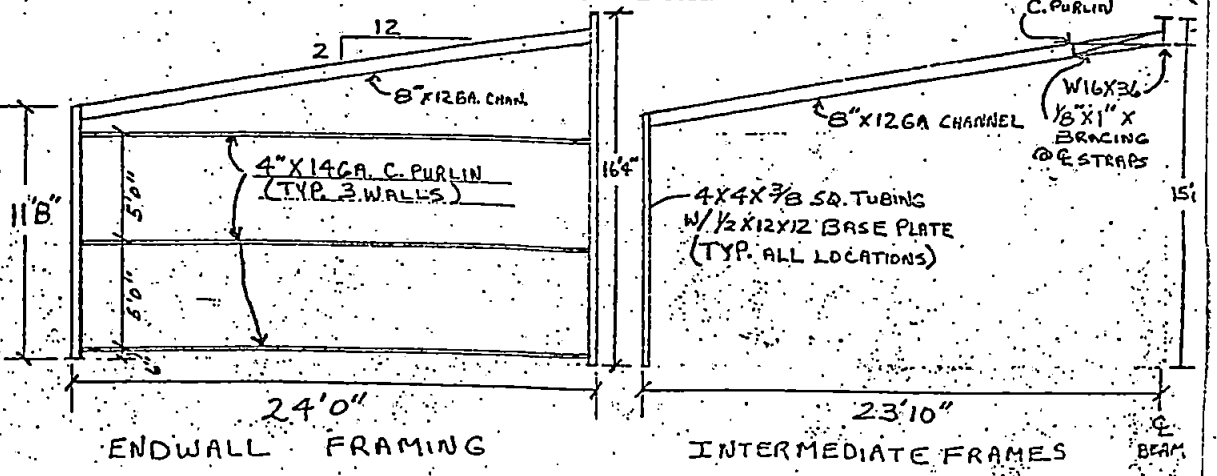 12
2
8"X12GA. CHAN.
4"X14GA. C. PURLIN
(TYP. 3 WALLS)
11'8"
5'0"
6'0"
6"
16'4"
24'0"
ENDWALL FRAMING
C. PURLIN
W16X36
1/8"X1" X
BRACING
@ ℄ STRAPS
8"X12GA CHANNEL
4X4X3/8 SQ. TUBING
W/ 1/2X12X12 BASE PLATE
(TYP. ALL LOCATIONS)
23'10"
INTERMEDIATE FRAMES
℄
BEAM